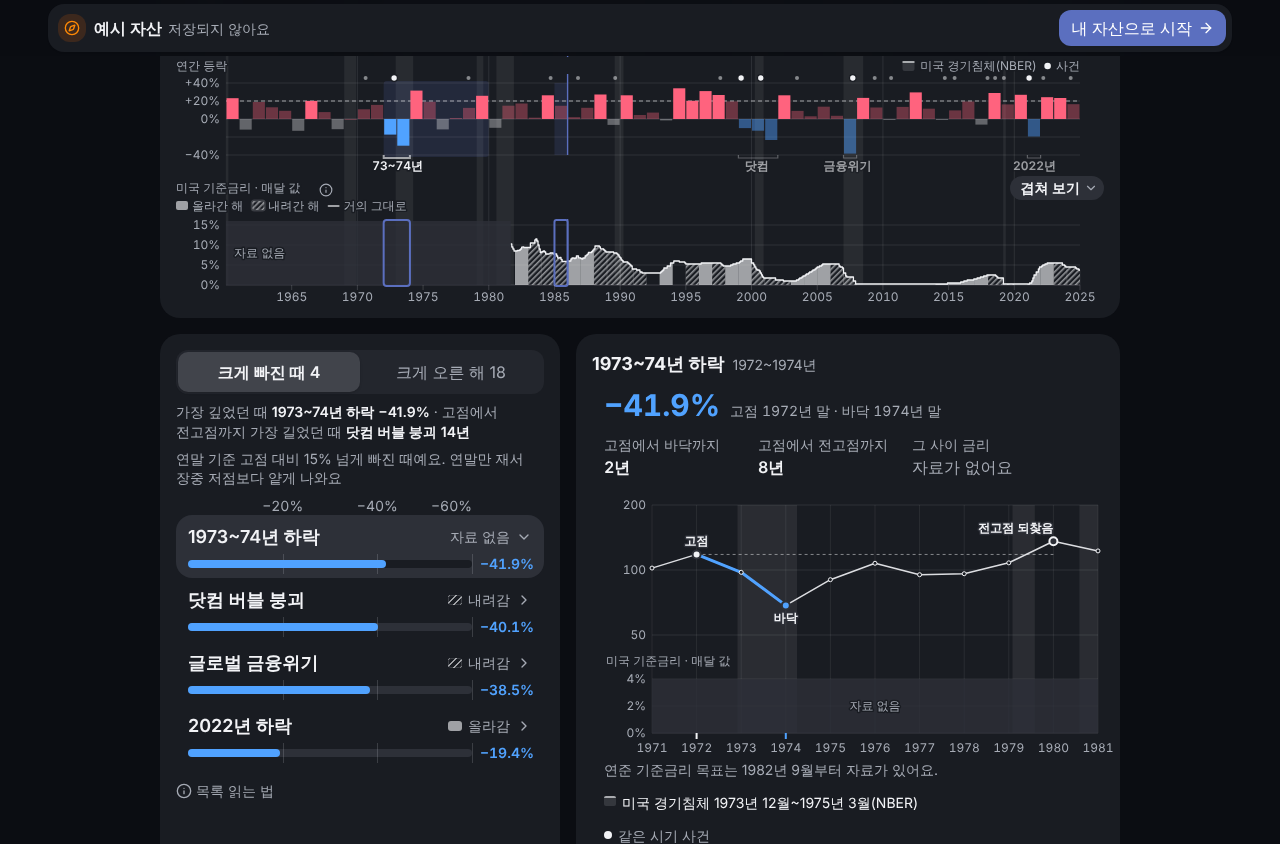 예시 자산 저장되지 않아요
내 자산으로 시작 →
연간 등락
미국 경기침체(NBER) 사건
+40%
+20%
0%
−40%
73~74년
닷컴
금융위기
2022년
미국 기준금리 · 매달 값
겹쳐 보기
올라간 해 내려간 해 거의 그대로
15%
10%
5%
0%
자료 없음
1965 1970 1975 1980 1985 1990 1995 2000 2005 2010 2015 2020 2025
크게 빠진 때 4
크게 오른 해 18
가장 깊었던 때 1973~74년 하락 −41.9% · 고점에서
전고점까지 가장 길었던 때 닷컴 버블 붕괴 14년
연말 기준 고점 대비 15% 넘게 빠진 때예요. 연말만 재서
장중 저점보다 얕게 나와요
−20% −40% −60%
1973~74년 하락 자료 없음
−41.9%
닷컴 버블 붕괴 내려감
−40.1%
글로벌 금융위기 내려감
−38.5%
2022년 하락 올라감
−19.4%
목록 읽는 법
1973~74년 하락 1972~1974년
−41.9% 고점 1972년 말 · 바닥 1974년 말
고점에서 바닥까지 고점에서 전고점까지 그 사이 금리
2년 8년 자료가 없어요
200
100
50
고점
바닥
전고점 되찾음
미국 기준금리 · 매달 값
4%
2%
0%
자료 없음
1971 1972 1973 1974 1975 1976 1977 1978 1979 1980 1981
연준 기준금리 목표는 1982년 9월부터 자료가 있어요.
미국 경기침체 1973년 12월~1975년 3월(NBER)
같은 시기 사건